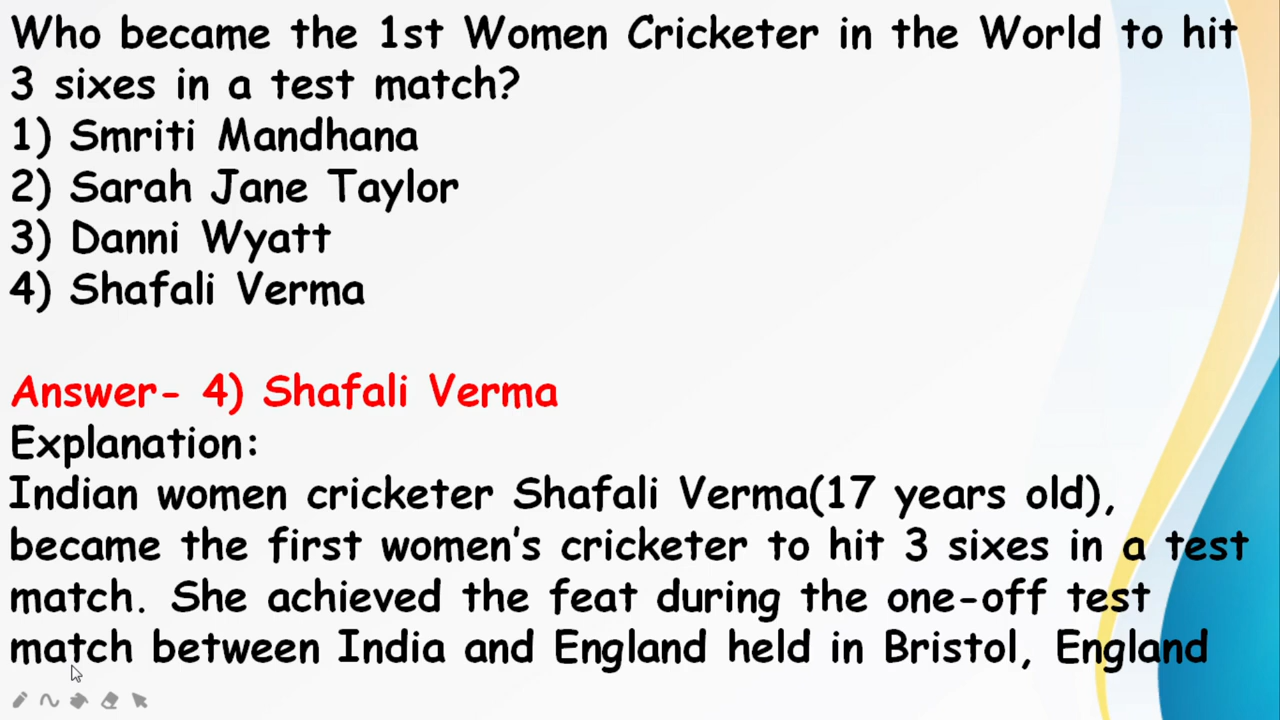 Who became the 1st Women Cricketer in the World to hit
3 sixes in a test match?
1) Smriti Mandhana
2) Sarah Jane Taylor
3) Danni Wyatt
4) Shafali Verma
Answer- 4) Shafali Verma
Explanation:
Indian women cricketer Shafali Verma(17 years old),
became the first women's cricketer to hit 3 sixes in a test
match. She achieved the feat during the one-off test
match between India and England held in Bristol, England